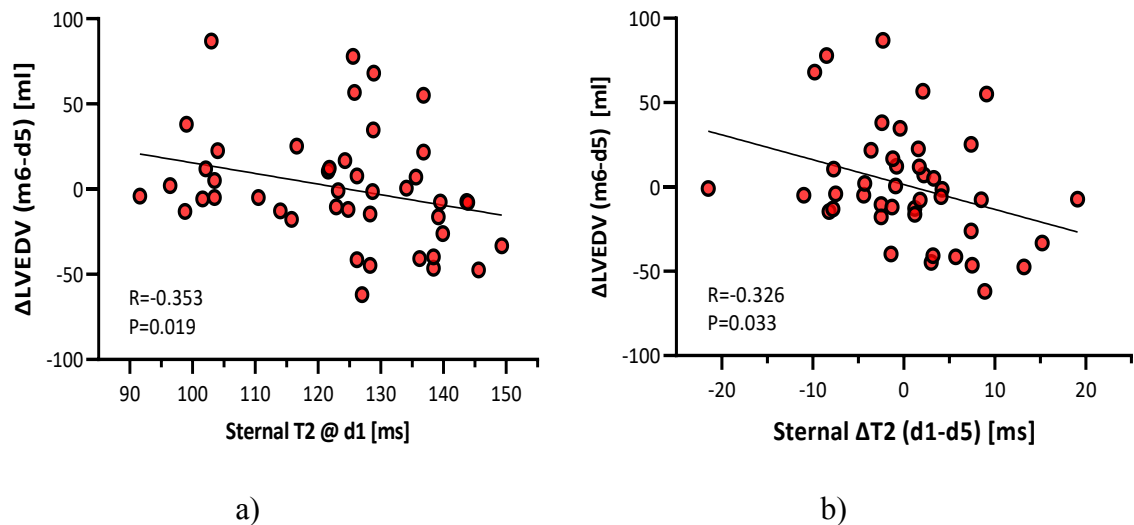 ΔLVEDV (m6-d5) [ml]
100
50
0
-50
-100
R=-0.353
P=0.019
90 100 110 120 130 140 150
Sternal T2 @ d1 [ms]
a)
ΔLVEDV (m6-d5) [ml]
100
50
0
-50
-100
R=-0.326
P=0.033
-20 -10 0 10 20
Sternal ΔT2 (d1-d5) [ms]
b)